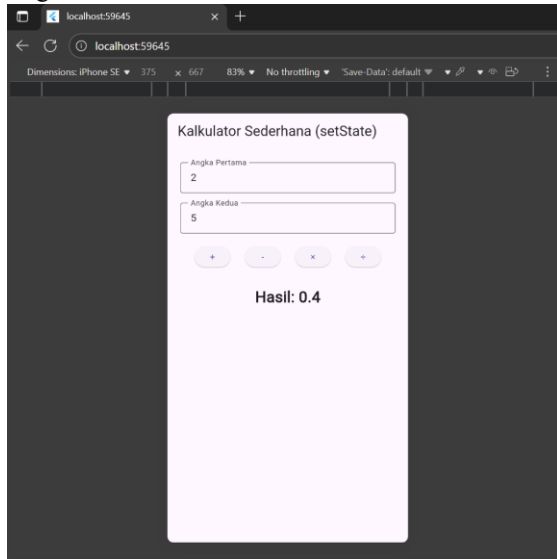 localhost:59645
localhost:59645
Dimensions: iPhone SE ▼ 375 x 667 83% ▼ No throttling ▼ 'Save-Data': default ▼
Kalkulator Sederhana (setState)
Angka Pertama
2
Angka Kedua
5
+ - × ÷
Hasil: 0.4